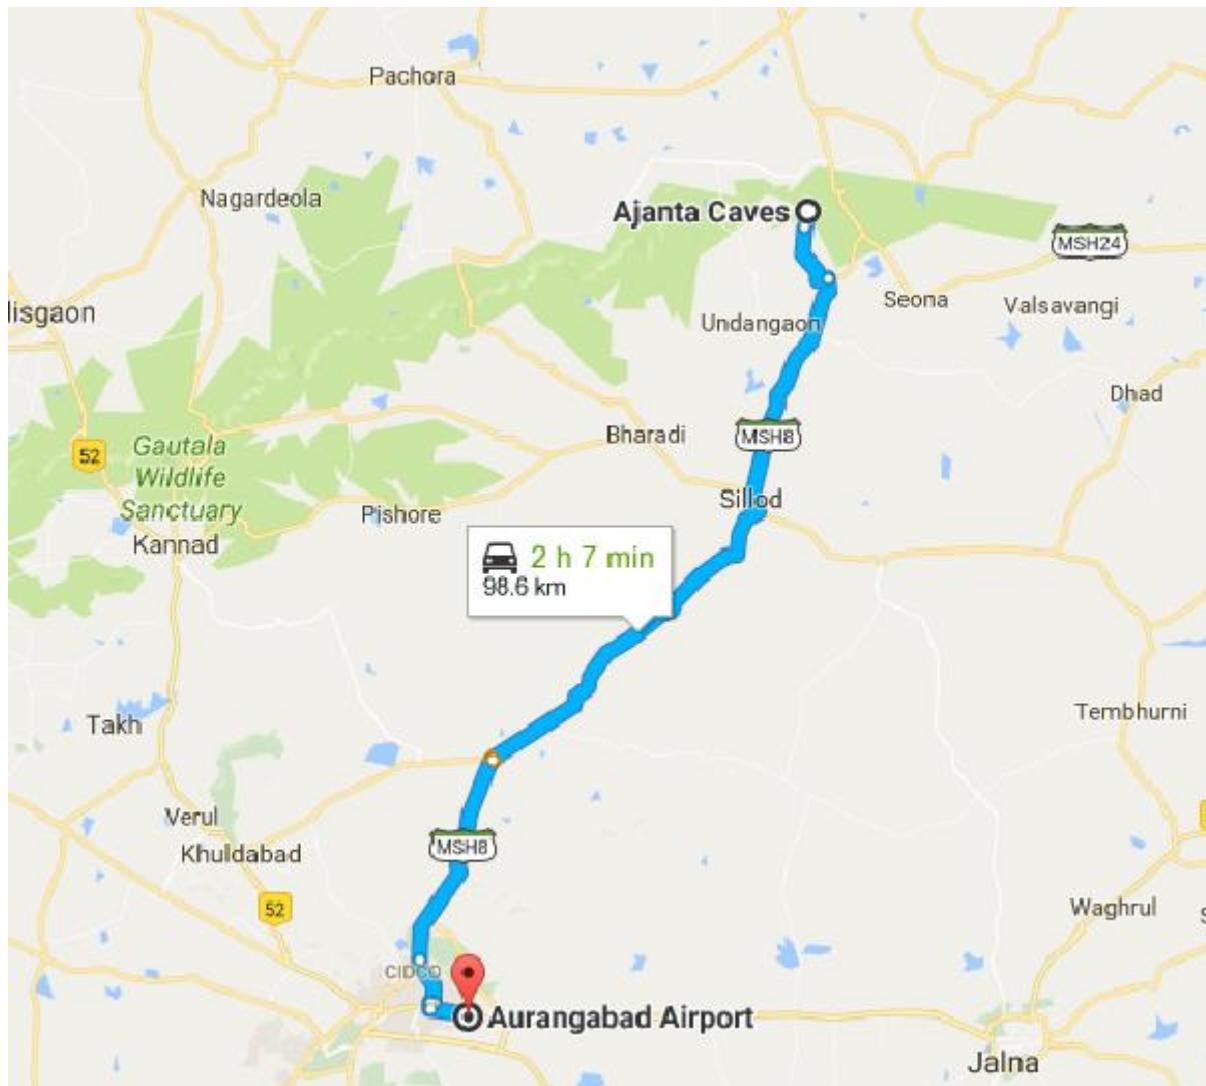 Pachora
Nagardeola
Ajanta Caves
MSH24
lisgaon
Seona
Valsavangi
Undangaon
Dhad
52
Gautala
Wildlife
Sanctuary
Bharadi
MSH8
Sillod
Pishore
Kannad
2 h 7 min
98.6 km
Takh
Tembhurni
Verul
Khuldabad
MSH8
52
Waghrul
S
CIDCO
Aurangabad Airport
Jalna